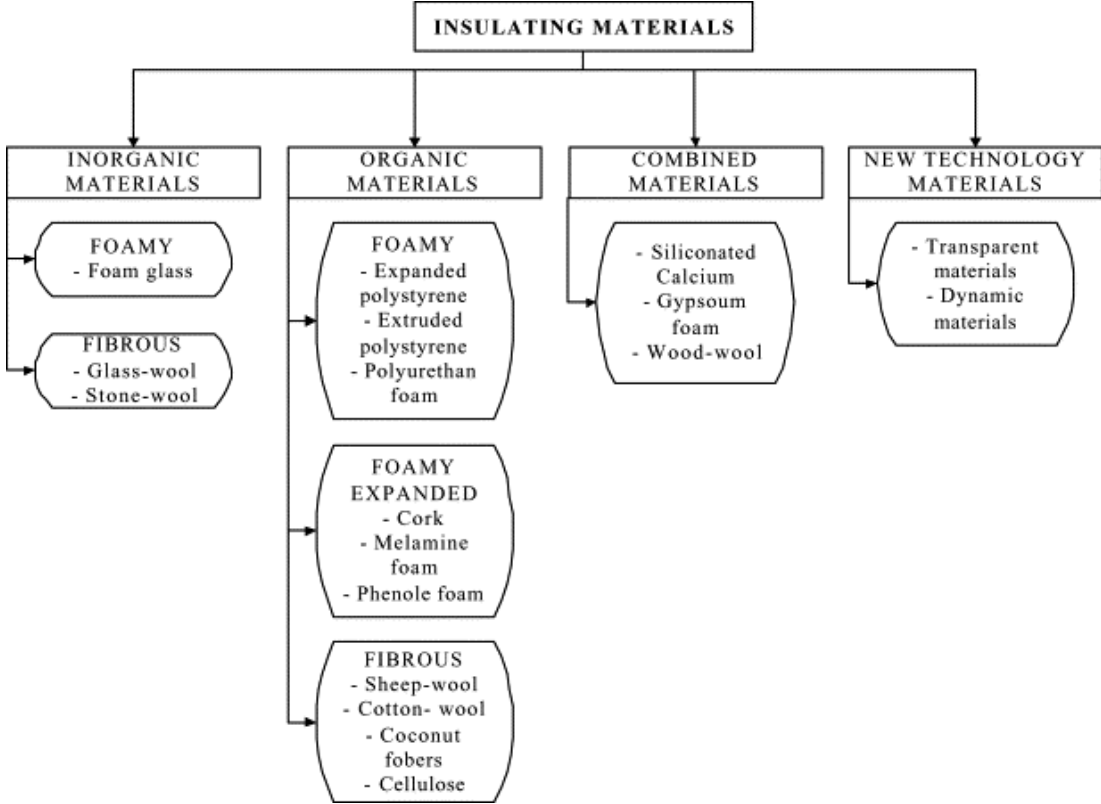 INSULATING MATERIALS
INORGANIC
MATERIALS
FOAMY
- Foam glass
FIBROUS
- Glass-wool
- Stone-wool
ORGANIC
MATERIALS
FOAMY
- Expanded
polystyrene
- Extruded
polystyrene
- Polyurethan
foam
FOAMY
EXPANDED
- Cork
- Melamine
foam
- Phenole foam
FIBROUS
- Sheep-wool
- Cotton- wool
- Coconut
fobers
- Cellulose
COMBINED
MATERIALS
- Siliconated
Calcium
- Gypsoum
foam
- Wood-wool
NEW TECHNOLOGY
MATERIALS
- Transparent
materials
- Dynamic
materials